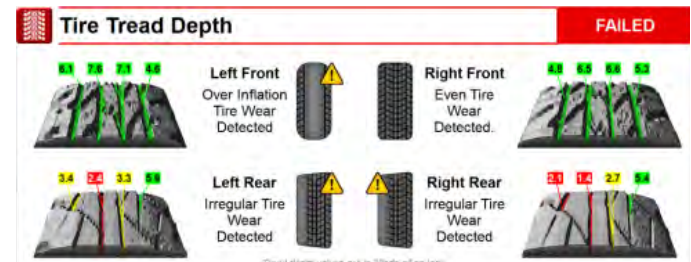 Tire Tread Depth
FAILED
6.1 7.6 7.1 4.6
Left Front
Over Inflation
Tire Wear
Detected
Right Front
Even Tire
Wear
Detected.
4.8 6.5 6.6 5.3
3.4 2.4 3.3 5.9
Left Rear
Irregular Tire
Wear
Detected
Right Rear
Irregular Tire
Wear
Detected
2.1 1.4 2.7 5.4